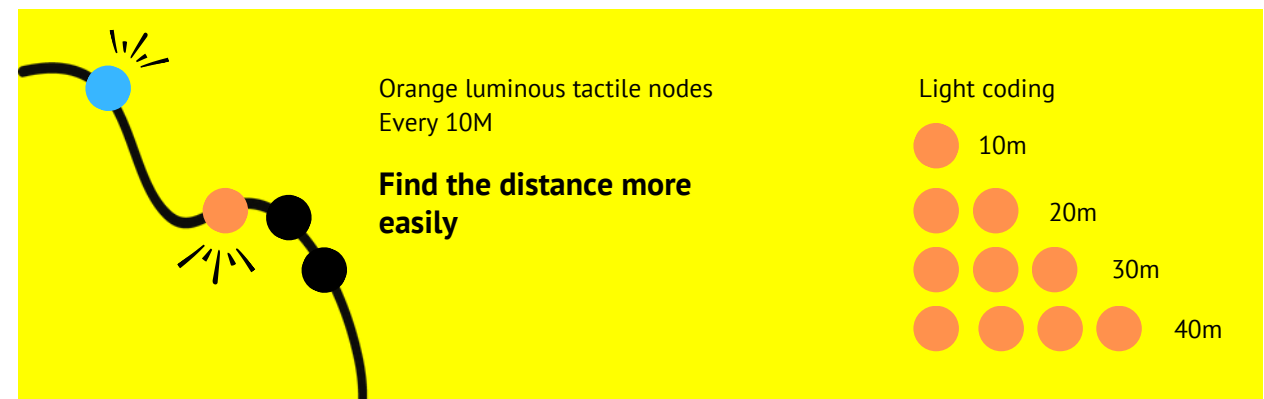 Orange luminous tactile nodes
Every 10M
Find the distance more
easily
Light coding
10m
20m
30m
40m